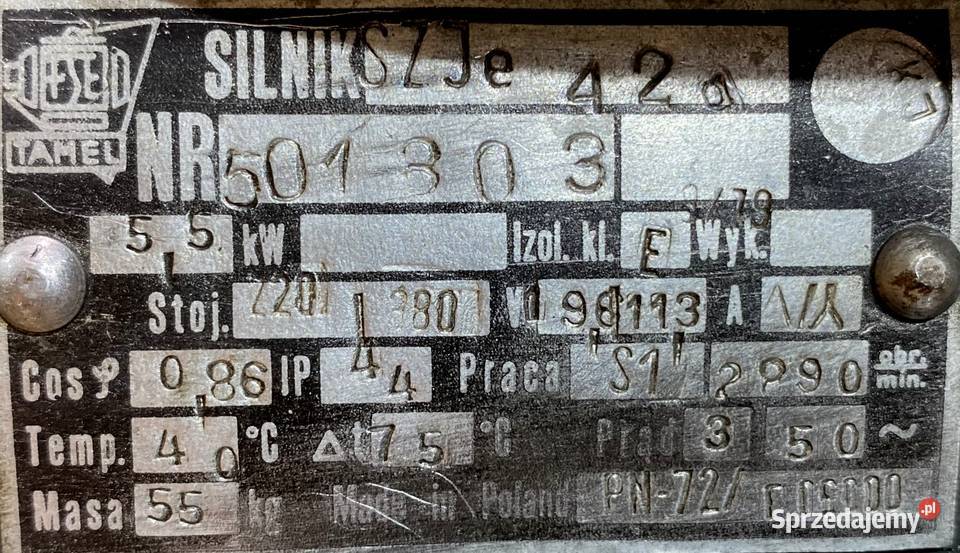 FSE
TAMEL
SILNIK SZJe 42a
NR 501303
5,5 kW Izol. kl. E Wyk. /79
Stoj. 220/380 V A
Cos φ 0,86 IP 44 Praca S1 2890 obr. min.
Temp. 40 °C Δt 75 °C Prąd 3 50 ~
Masa 55 kg Made in Poland PN-72/
Sprzedajemy.pl